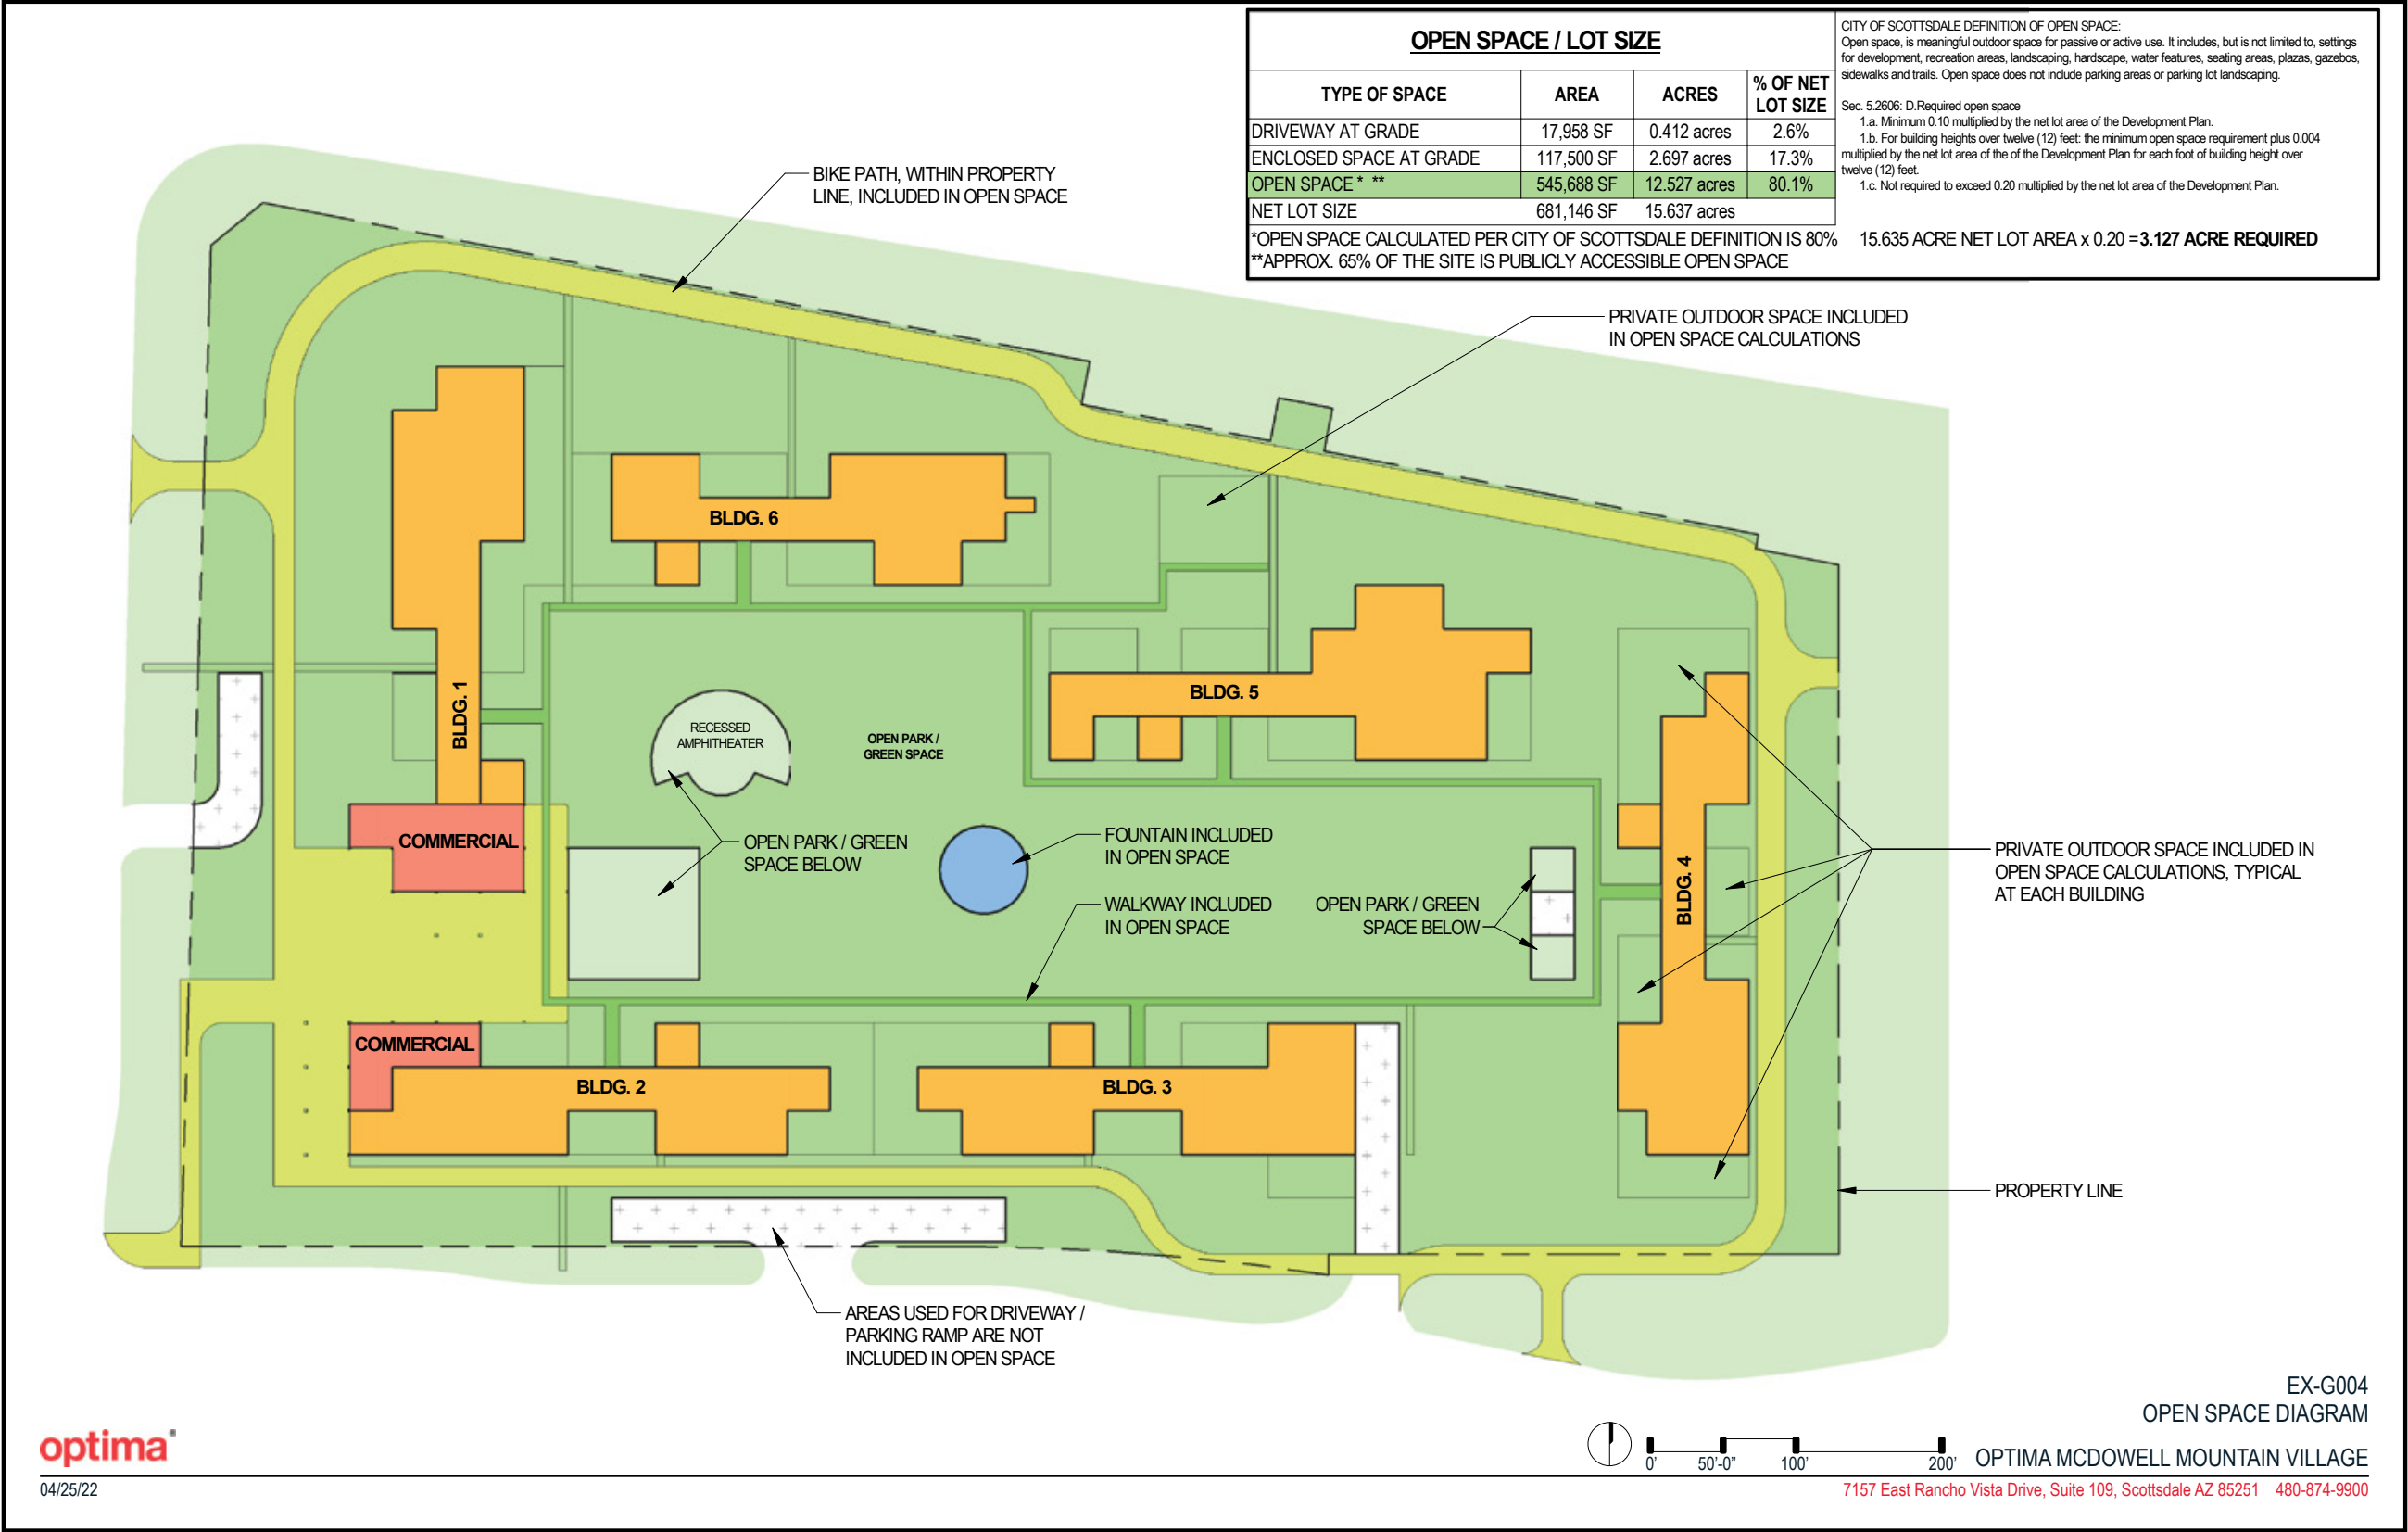 OPEN SPACE / LOT SIZE
TYPE OF SPACE AREA ACRES % OF NET LOT SIZE
DRIVEWAY AT GRADE 17,958 SF 0.412 acres 2.6%
ENCLOSED SPACE AT GRADE 117,500 SF 2.697 acres 17.3%
OPEN SPACE * ** 545,688 SF 12.527 acres 80.1%
NET LOT SIZE 681,146 SF 15.637 acres
*OPEN SPACE CALCULATED PER CITY OF SCOTTSDALE DEFINITION IS 80%
**APPROX. 65% OF THE SITE IS PUBLICLY ACCESSIBLE OPEN SPACE
CITY OF SCOTTSDALE DEFINITION OF OPEN SPACE:
Open space, is meaningful outdoor space for passive or active use. It includes, but is not limited to, settings
for development, recreation areas, landscaping, hardscape, water features, seating areas, plazas, gazebos,
sidewalks and trails. Open space does not include parking areas or parking lot landscaping.
Sec. 5.2606: D.Required open space
1.a. Minimum 0.10 multiplied by the net lot area of the Development Plan.
1.b. For building heights over twelve (12) feet: the minimum open space requirement plus 0.004
multiplied by the net lot area of the of the Development Plan for each foot of building height over
twelve (12) feet.
1.c. Not required to exceed 0.20 multiplied by the net lot area of the Development Plan.
15.635 ACRE NET LOT AREA x 0.20 =3.127 ACRE REQUIRED
BIKE PATH, WITHIN PROPERTY
LINE, INCLUDED IN OPEN SPACE
PRIVATE OUTDOOR SPACE INCLUDED
IN OPEN SPACE CALCULATIONS
BLDG. 6
BLDG. 5
BLDG. 1
RECESSED
AMPHITHEATER
OPEN PARK /
GREEN SPACE
COMMERCIAL
OPEN PARK / GREEN
SPACE BELOW
FOUNTAIN INCLUDED
IN OPEN SPACE
WALKWAY INCLUDED
IN OPEN SPACE
OPEN PARK / GREEN
SPACE BELOW
BLDG. 4
PRIVATE OUTDOOR SPACE INCLUDED IN
OPEN SPACE CALCULATIONS, TYPICAL
AT EACH BUILDING
COMMERCIAL
BLDG. 2
BLDG. 3
PROPERTY LINE
AREAS USED FOR DRIVEWAY /
PARKING RAMP ARE NOT
INCLUDED IN OPEN SPACE
EX-G004
OPEN SPACE DIAGRAM
optima®
0' 50'-0" 100' 200'
OPTIMA MCDOWELL MOUNTAIN VILLAGE
04/25/22
7157 East Rancho Vista Drive, Suite 109, Scottsdale AZ 85251 480-874-9900